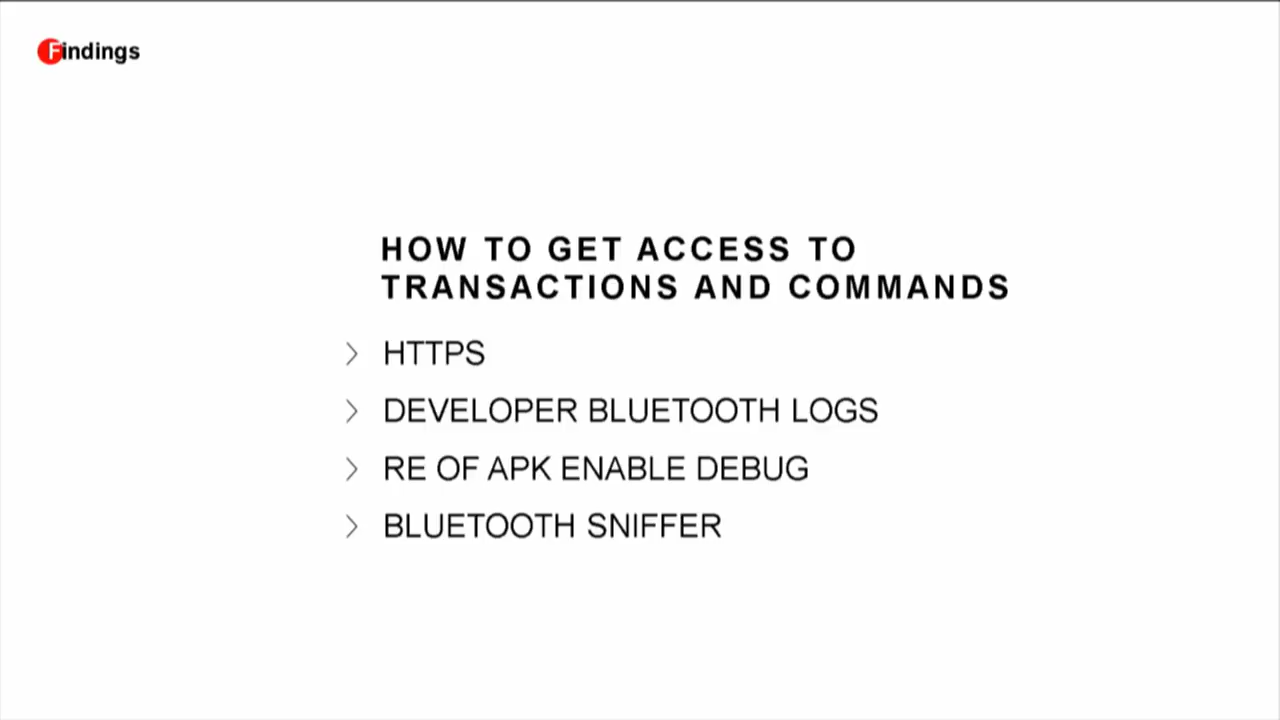 Findings
HOW TO GET ACCESS TO
TRANSACTIONS AND COMMANDS
HTTPS
DEVELOPER BLUETOOTH LOGS
RE OF APK ENABLE DEBUG
BLUETOOTH SNIFFER